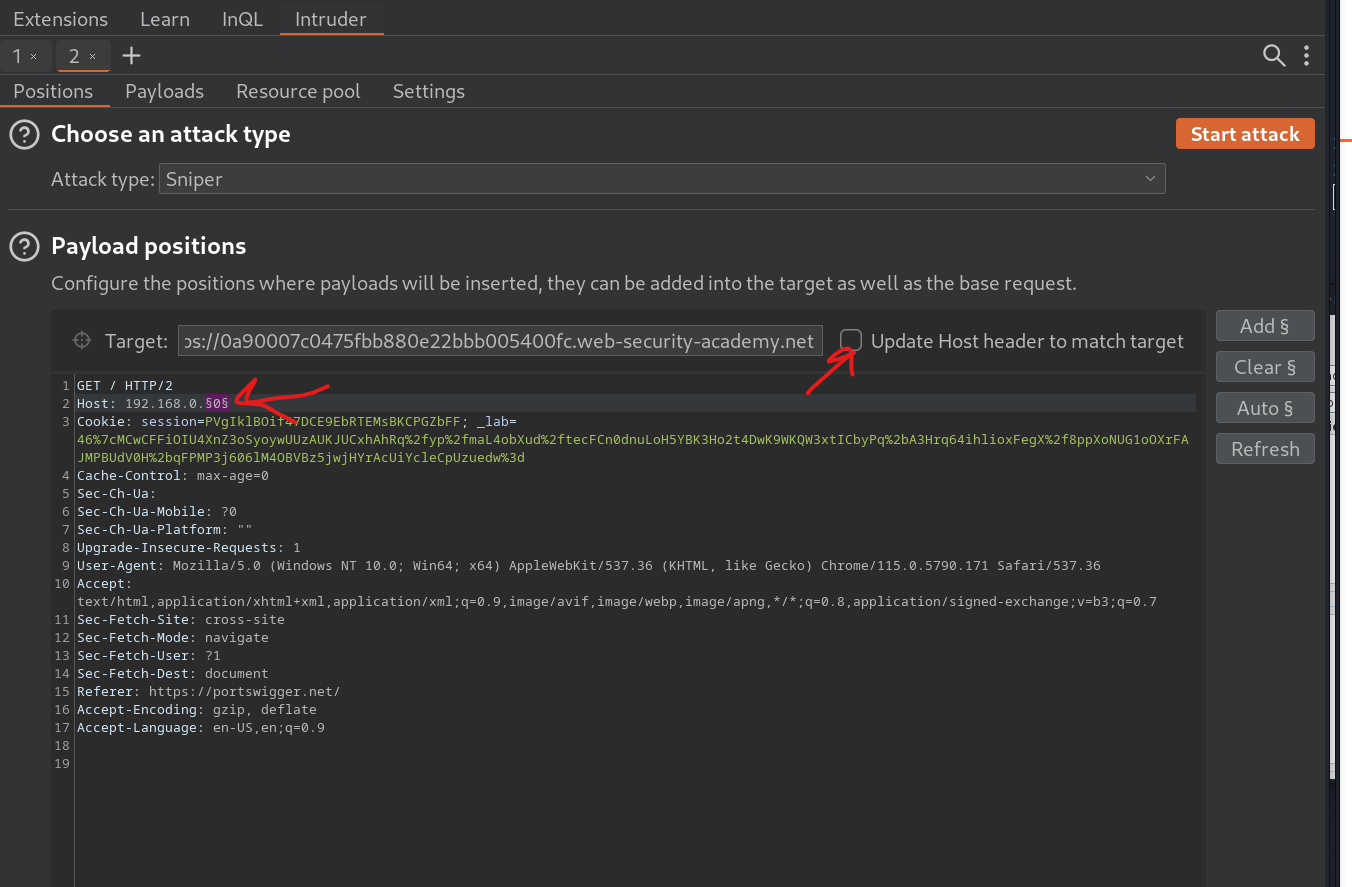 Extensions Learn InQL Intruder
1 × 2 × +
Positions Payloads Resource pool Settings
? Choose an attack type Start attack
Attack type: Sniper
? Payload positions
Configure the positions where payloads will be inserted, they can be added into the target as well as the base request.
Target: ps://0a90007c0475fbb880e22bbb005400fc.web-security-academy.net Update Host header to match target
Add §
Clear §
Auto §
Refresh
1 GET / HTTP/2
2 Host: 192.168.0.§0§
3 Cookie: session=PVgIklBOif47DCE9EbRTEMsBKCPGZbFF; _lab=
46%7cMCwCFFiOIU4XnZ3oSyoywUUzAUKJUCxhAhRq%2fyp%2fmaL4obXud%2ftecFCn0dnuLoH5YBK3Ho2t4DwK9WKQW3xtICbyPq%2bA3Hrq64ihlioxFegX%2f8ppXoNUG1oOXrFA
JMPBUdV0H%2bqFPMP3j606lM4OBVBz5jwjHYrAcUiYcleCpUzuedw%3d
4 Cache-Control: max-age=0
5 Sec-Ch-Ua:
6 Sec-Ch-Ua-Mobile: ?0
7 Sec-Ch-Ua-Platform: ""
8 Upgrade-Insecure-Requests: 1
9 User-Agent: Mozilla/5.0 (Windows NT 10.0; Win64; x64) AppleWebKit/537.36 (KHTML, like Gecko) Chrome/115.0.5790.171 Safari/537.36
10 Accept:
text/html,application/xhtml+xml,application/xml;q=0.9,image/avif,image/webp,image/apng,*/*;q=0.8,application/signed-exchange;v=b3;q=0.7
11 Sec-Fetch-Site: cross-site
12 Sec-Fetch-Mode: navigate
13 Sec-Fetch-User: ?1
14 Sec-Fetch-Dest: document
15 Referer: https://portswigger.net/
16 Accept-Encoding: gzip, deflate
17 Accept-Language: en-US,en;q=0.9
18
19